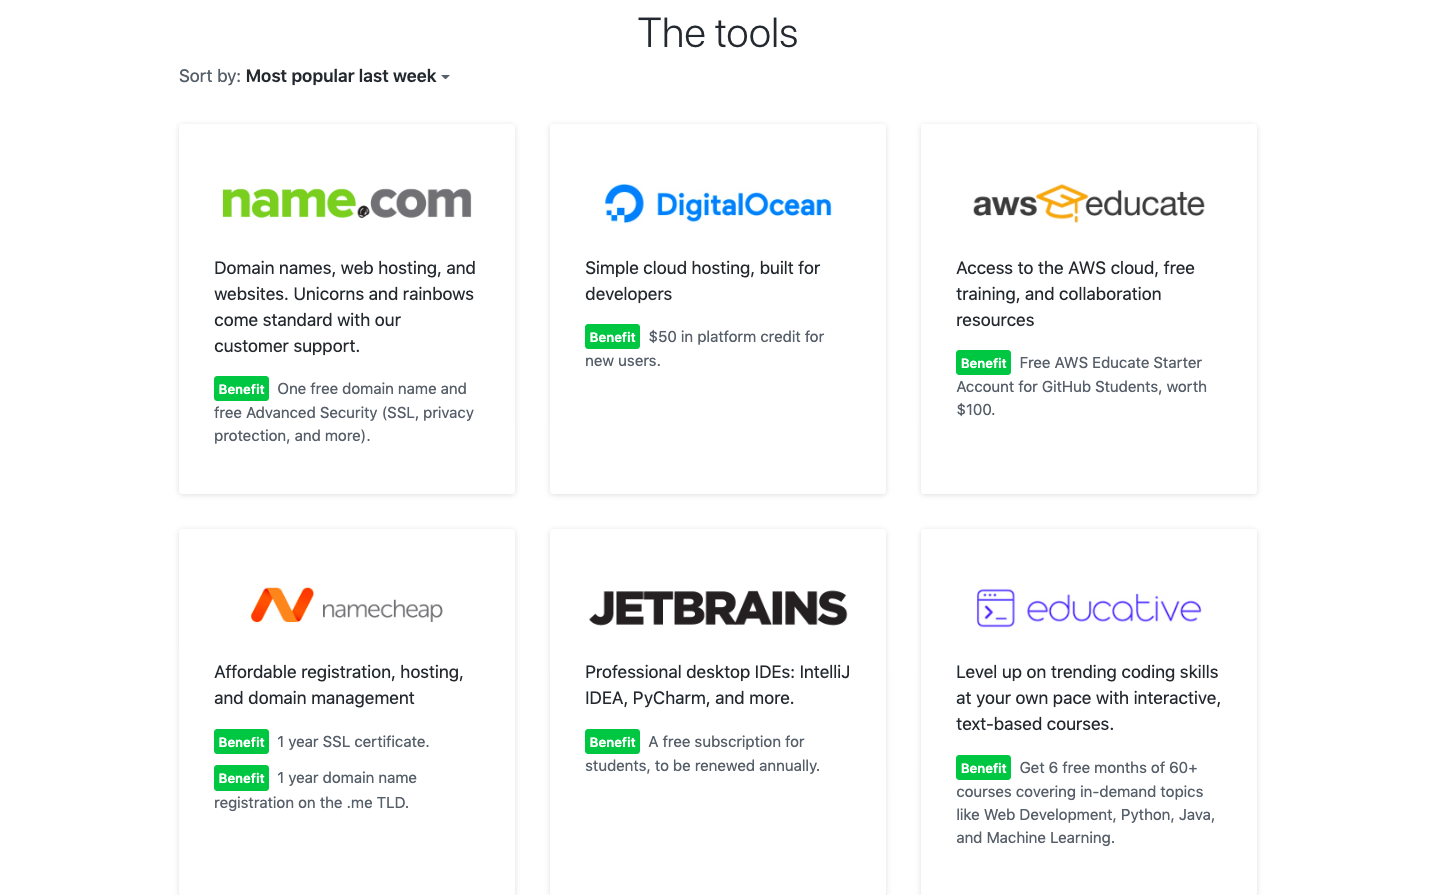 The tools
Sort by: Most popular last week
name.com
Domain names, web hosting, and
websites. Unicorns and rainbows
come standard with our
customer support.
Benefit One free domain name and
free Advanced Security (SSL, privacy
protection, and more).
DigitalOcean
Simple cloud hosting, built for
developers
Benefit $50 in platform credit for
new users.
aws educate
Access to the AWS cloud, free
training, and collaboration
resources
Benefit Free AWS Educate Starter
Account for GitHub Students, worth
$100.
namecheap
Affordable registration, hosting,
and domain management
Benefit 1 year SSL certificate.
Benefit 1 year domain name
registration on the .me TLD.
JETBRAINS
Professional desktop IDEs: IntelliJ
IDEA, PyCharm, and more.
Benefit A free subscription for
students, to be renewed annually.
educative
Level up on trending coding skills
at your own pace with interactive,
text-based courses.
Benefit Get 6 free months of 60+
courses covering in-demand topics
like Web Development, Python, Java,
and Machine Learning.